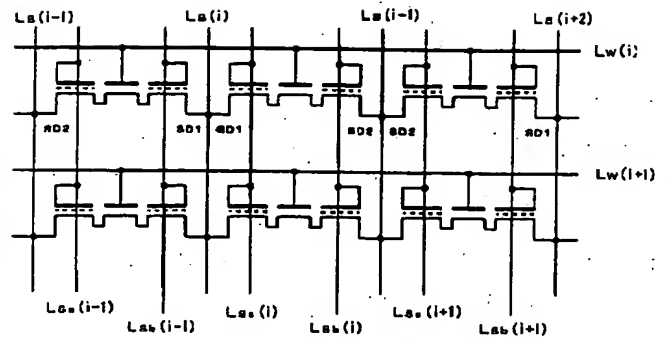 Ls(i-1) Ls(i) Ls(i-1) Ls(i+2)
Lw(i)
SD2 SD1 SD1 SD2 SD2 SD1
Lw(i+1)
Lsa(i-1) Lsa(i) Lsa(i+1)
Lsb(i-1) Lsb(i) Lsb(i+1)